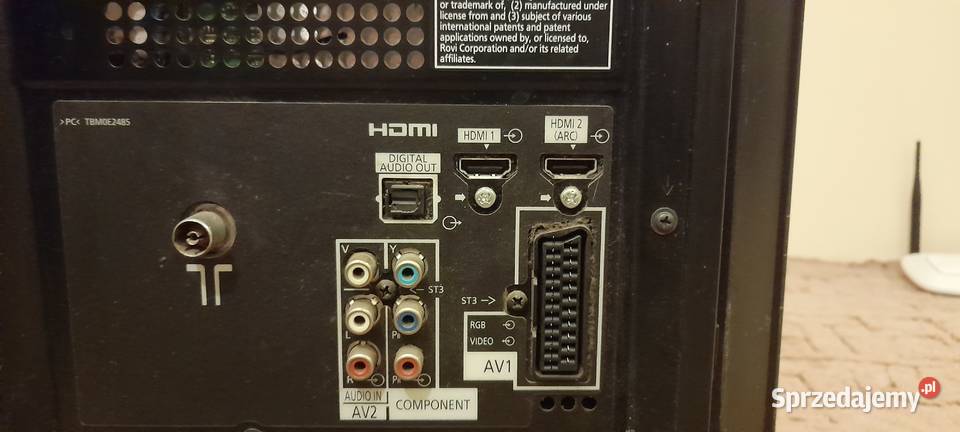 or trademark of, (2) manufactured under
license from and (3) subject of various
international patents and patent
applications owned by, or licensed to,
Rovi Corporation and/or its related
affiliates.
>PC< TBM0E2485
HDMI
HDMI 1
HDMI 2
(ARC)
DIGITAL
AUDIO OUT
V
Y
ST3
L
PB
R
PR
AUDIO IN
AV2
COMPONENT
ST3
RGB
VIDEO
AV1
Sprzedajemy.pl